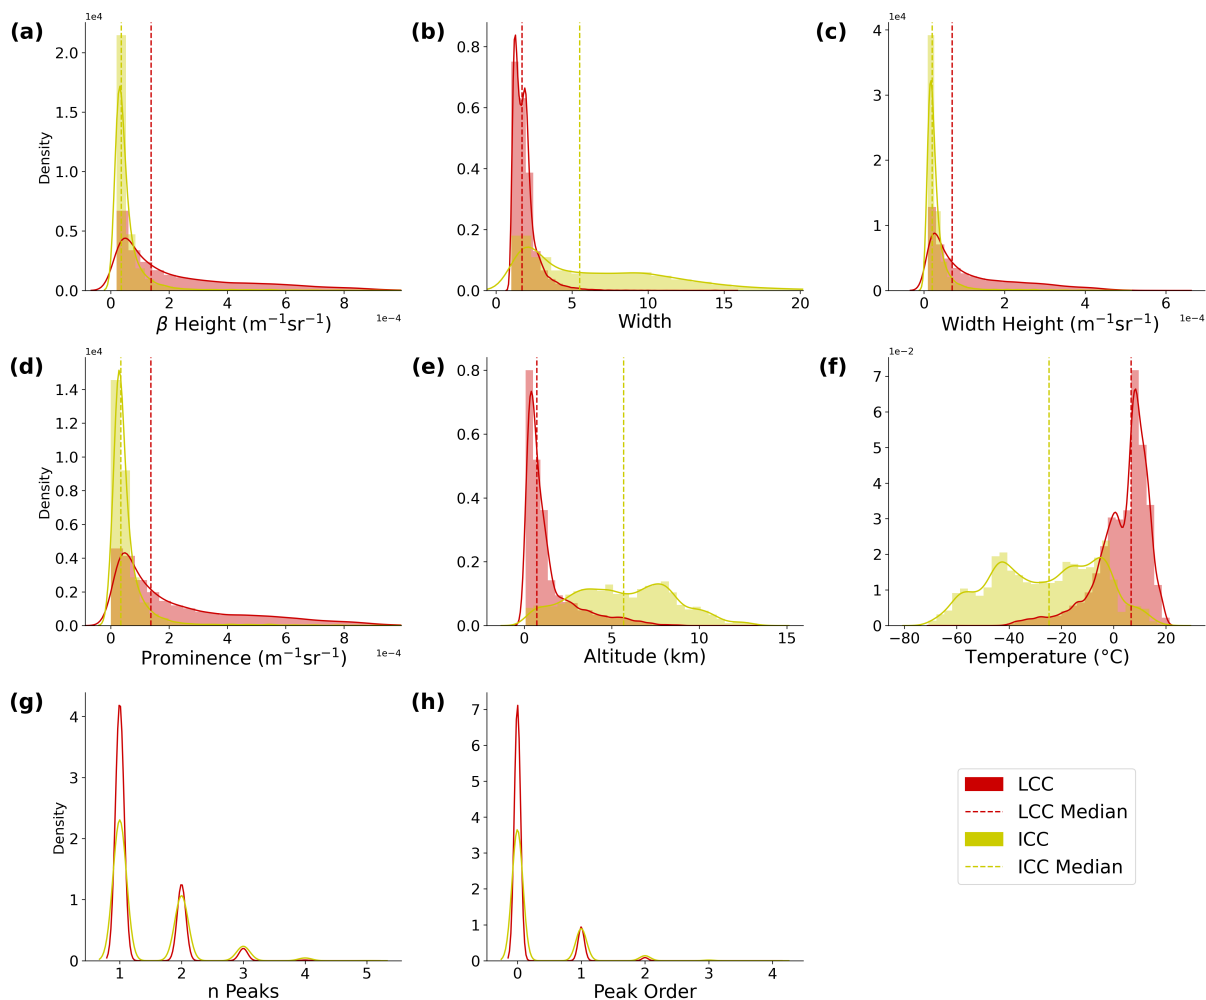 (a)
1e4
2.0
1.5
1.0
0.5
0.0
Density
0 2 4 6 8
1e−4
β Height (m⁻¹sr⁻¹)
(b)
0.8
0.6
0.4
0.2
0.0
0 5 10 15 20
Width
(c)
1e4
4
3
2
1
0
0 2 4 6
1e−4
Width Height (m⁻¹sr⁻¹)
(d)
1e4
1.4
1.2
1.0
0.8
0.6
0.4
0.2
0.0
Density
0 2 4 6 8
1e−4
Prominence (m⁻¹sr⁻¹)
(e)
0.8
0.6
0.4
0.2
0.0
0 5 10 15
Altitude (km)
(f)
1e−2
7
6
5
4
3
2
1
0
−80 −60 −40 −20 0 20
Temperature (°C)
(g)
4
3
2
1
0
Density
1 2 3 4 5
n Peaks
(h)
7
6
5
4
3
2
1
0
0 1 2 3 4
Peak Order
LCC
LCC Median
ICC
ICC Median